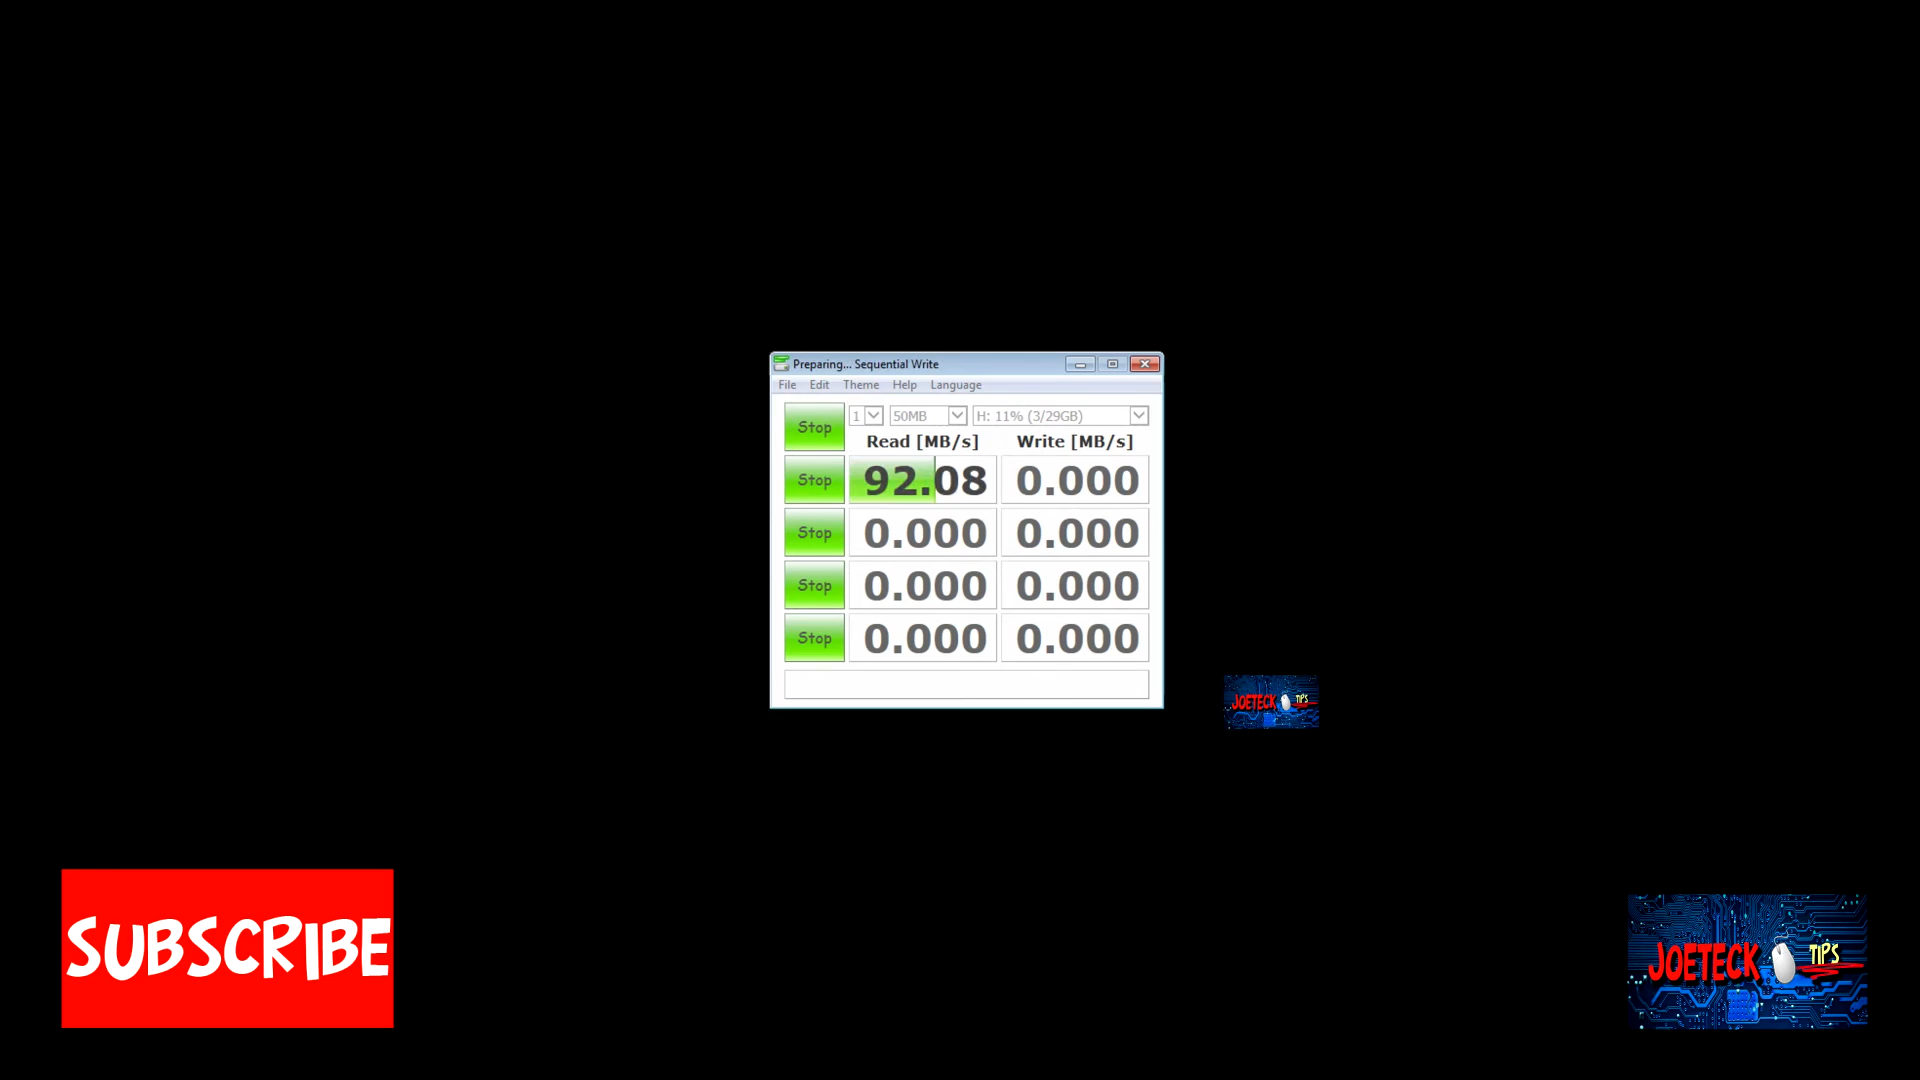 Preparing... Sequential Write
File Edit Theme Help Language
Stop 1 50MB H: 11% (3/29GB)
Read [MB/s] Write [MB/s]
Stop 92.08 0.000
Stop 0.000 0.000
Stop 0.000 0.000
Stop 0.000 0.000
JOETECK TIPS
SUBSCRIBE
JOETECK TIPS